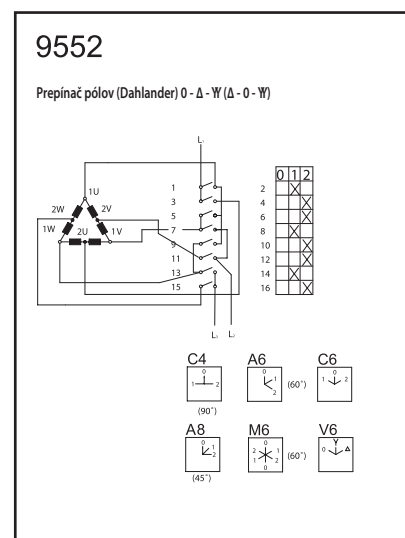 9552
Prepínač pólov (Dahlander) 0 - Δ - YY (Δ - 0 - YY)
L₁
0 1 2
1U
1 2
2W 2V
3 4
5 6
1W 2U 1V
7 8
9 10
11 12
13 14
15 16
L₃ L₂
C4 A6 C6
0 1 2
0 1 2 (60˚)
0 1 2
(90˚)
A8 M6 V6
0 1 2
0 1 2 0 1 2 (60˚)
0 Y Δ
(45˚)